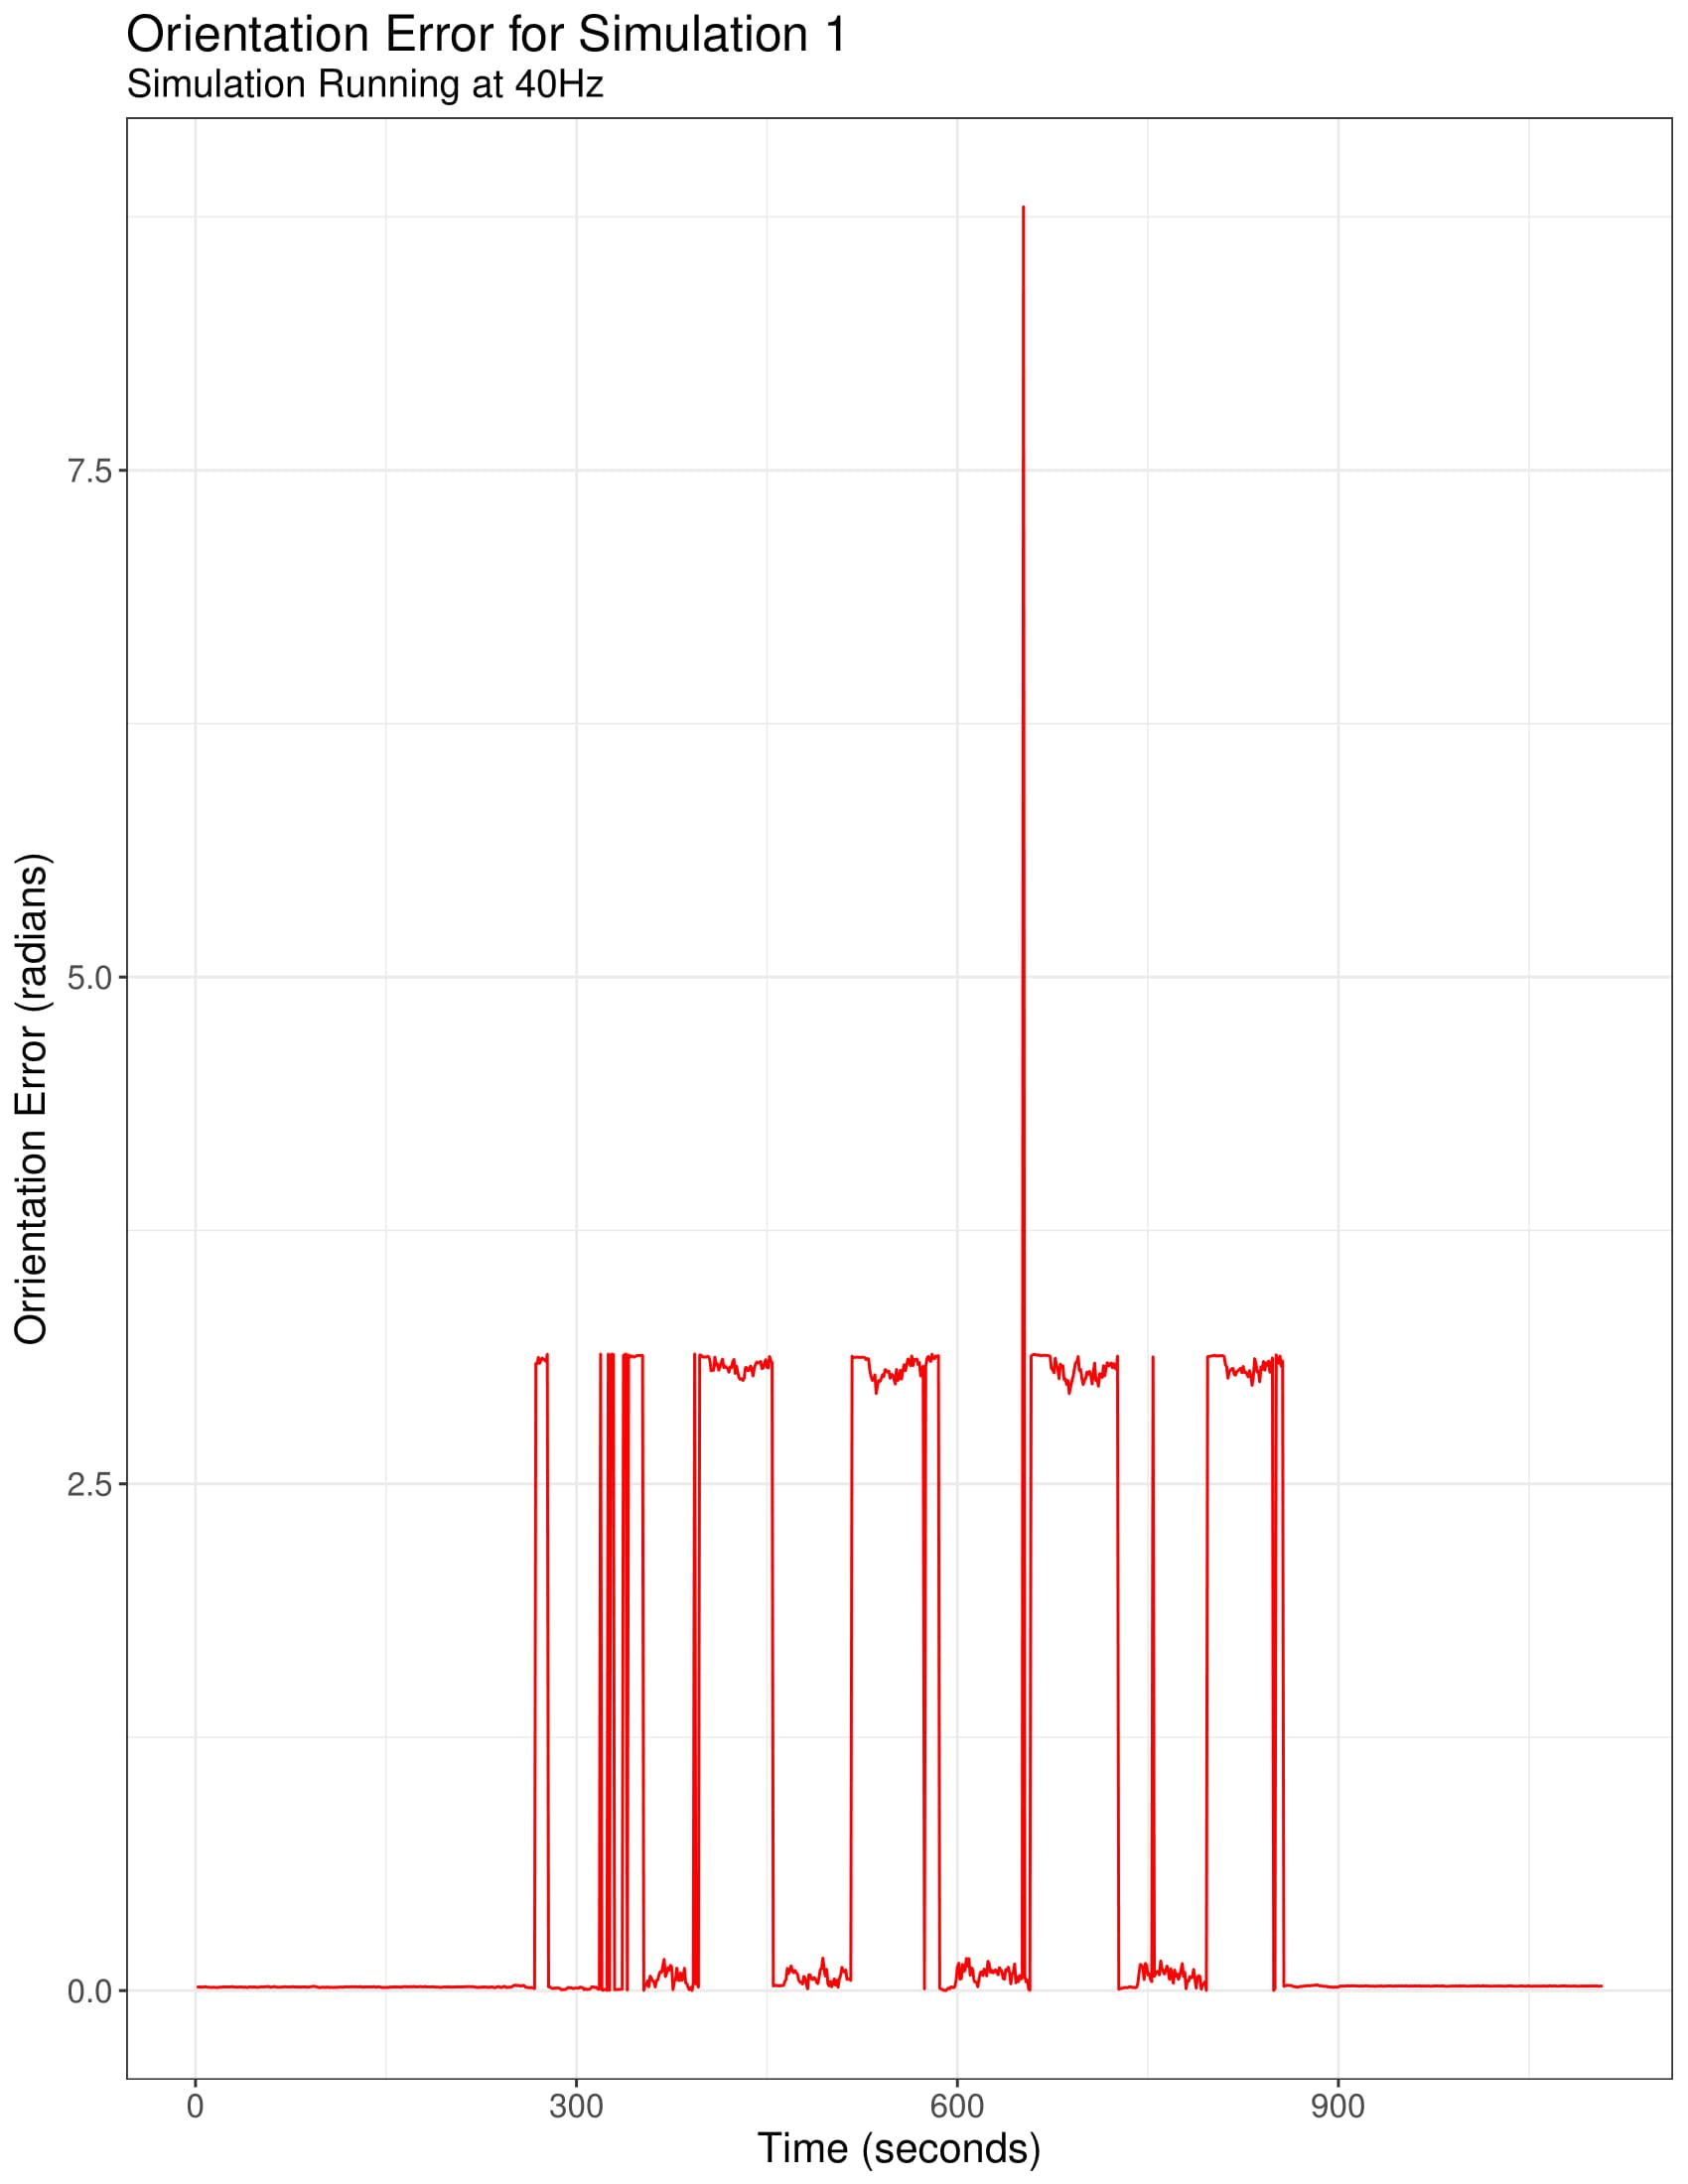 Orientation Error for Simulation 1
Simulation Running at 40Hz
Orrientation Error (radians)
7.5
5.0
2.5
0.0
0
300
600
900
Time (seconds)